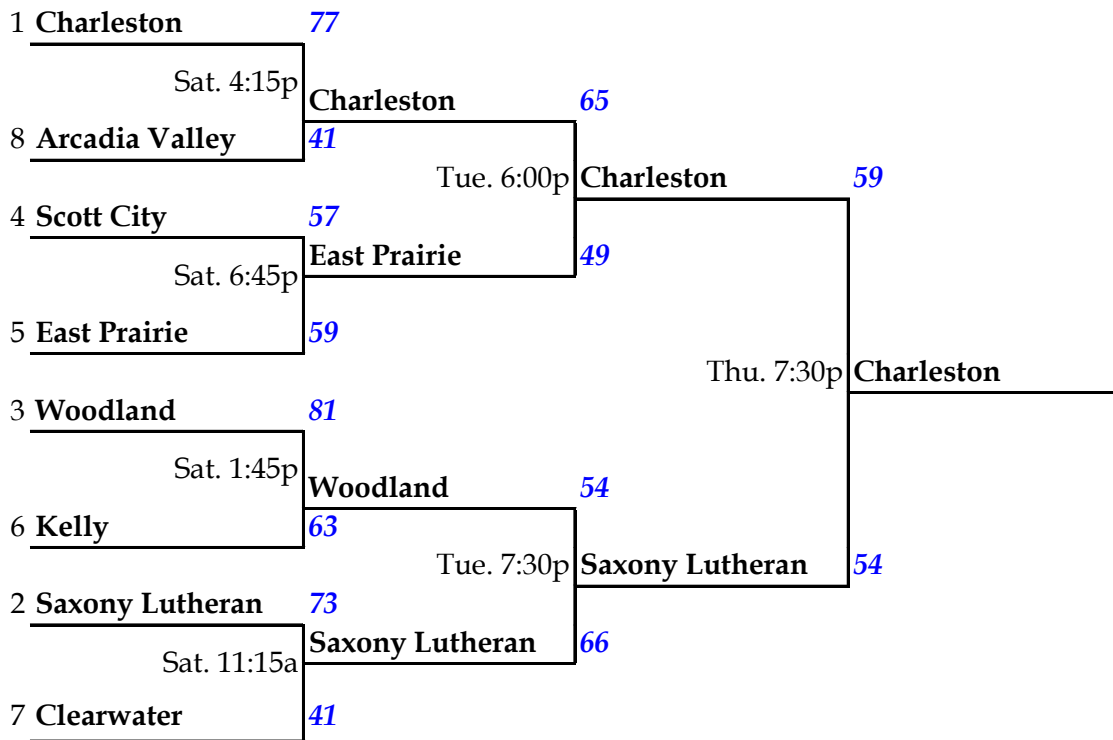 1 Charleston 77
Sat. 4:15p
Charleston 65
8 Arcadia Valley 41
Tue. 6:00p Charleston 59
4 Scott City 57
East Prairie 49
Sat. 6:45p
5 East Prairie 59
Thu. 7:30p Charleston
3 Woodland 81
Sat. 1:45p
Woodland 54
6 Kelly 63
Tue. 7:30p Saxony Lutheran 54
2 Saxony Lutheran 73
Saxony Lutheran 66
Sat. 11:15a
7 Clearwater 41